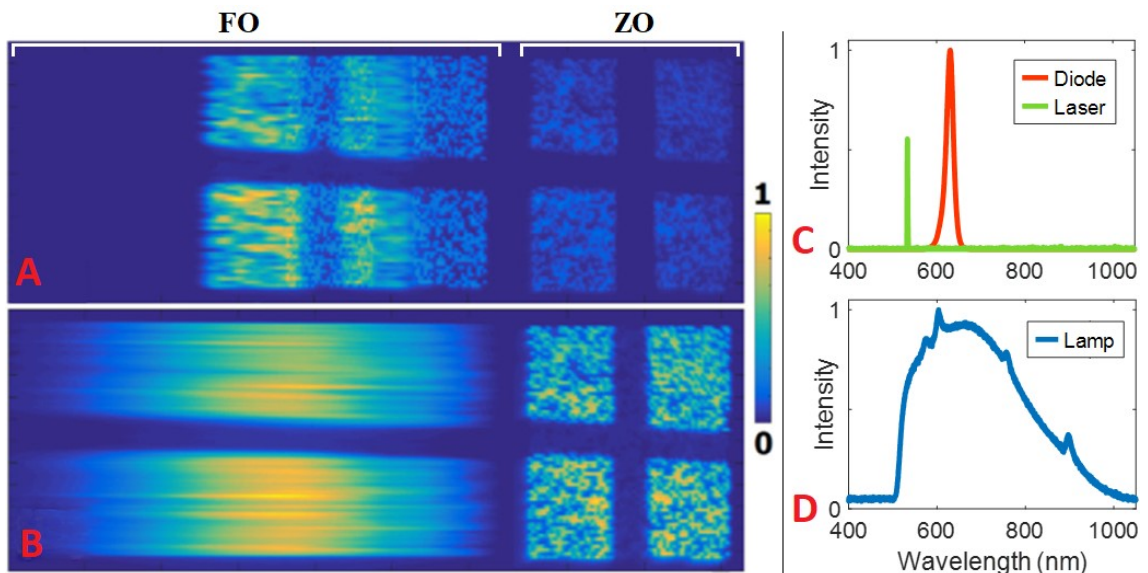 FO
ZO
A
B
1
0
1
0
Intensity
Diode
Laser
C
400
600
800
1000
1
0
Intensity
Lamp
D
400
600
800
1000
Wavelength (nm)